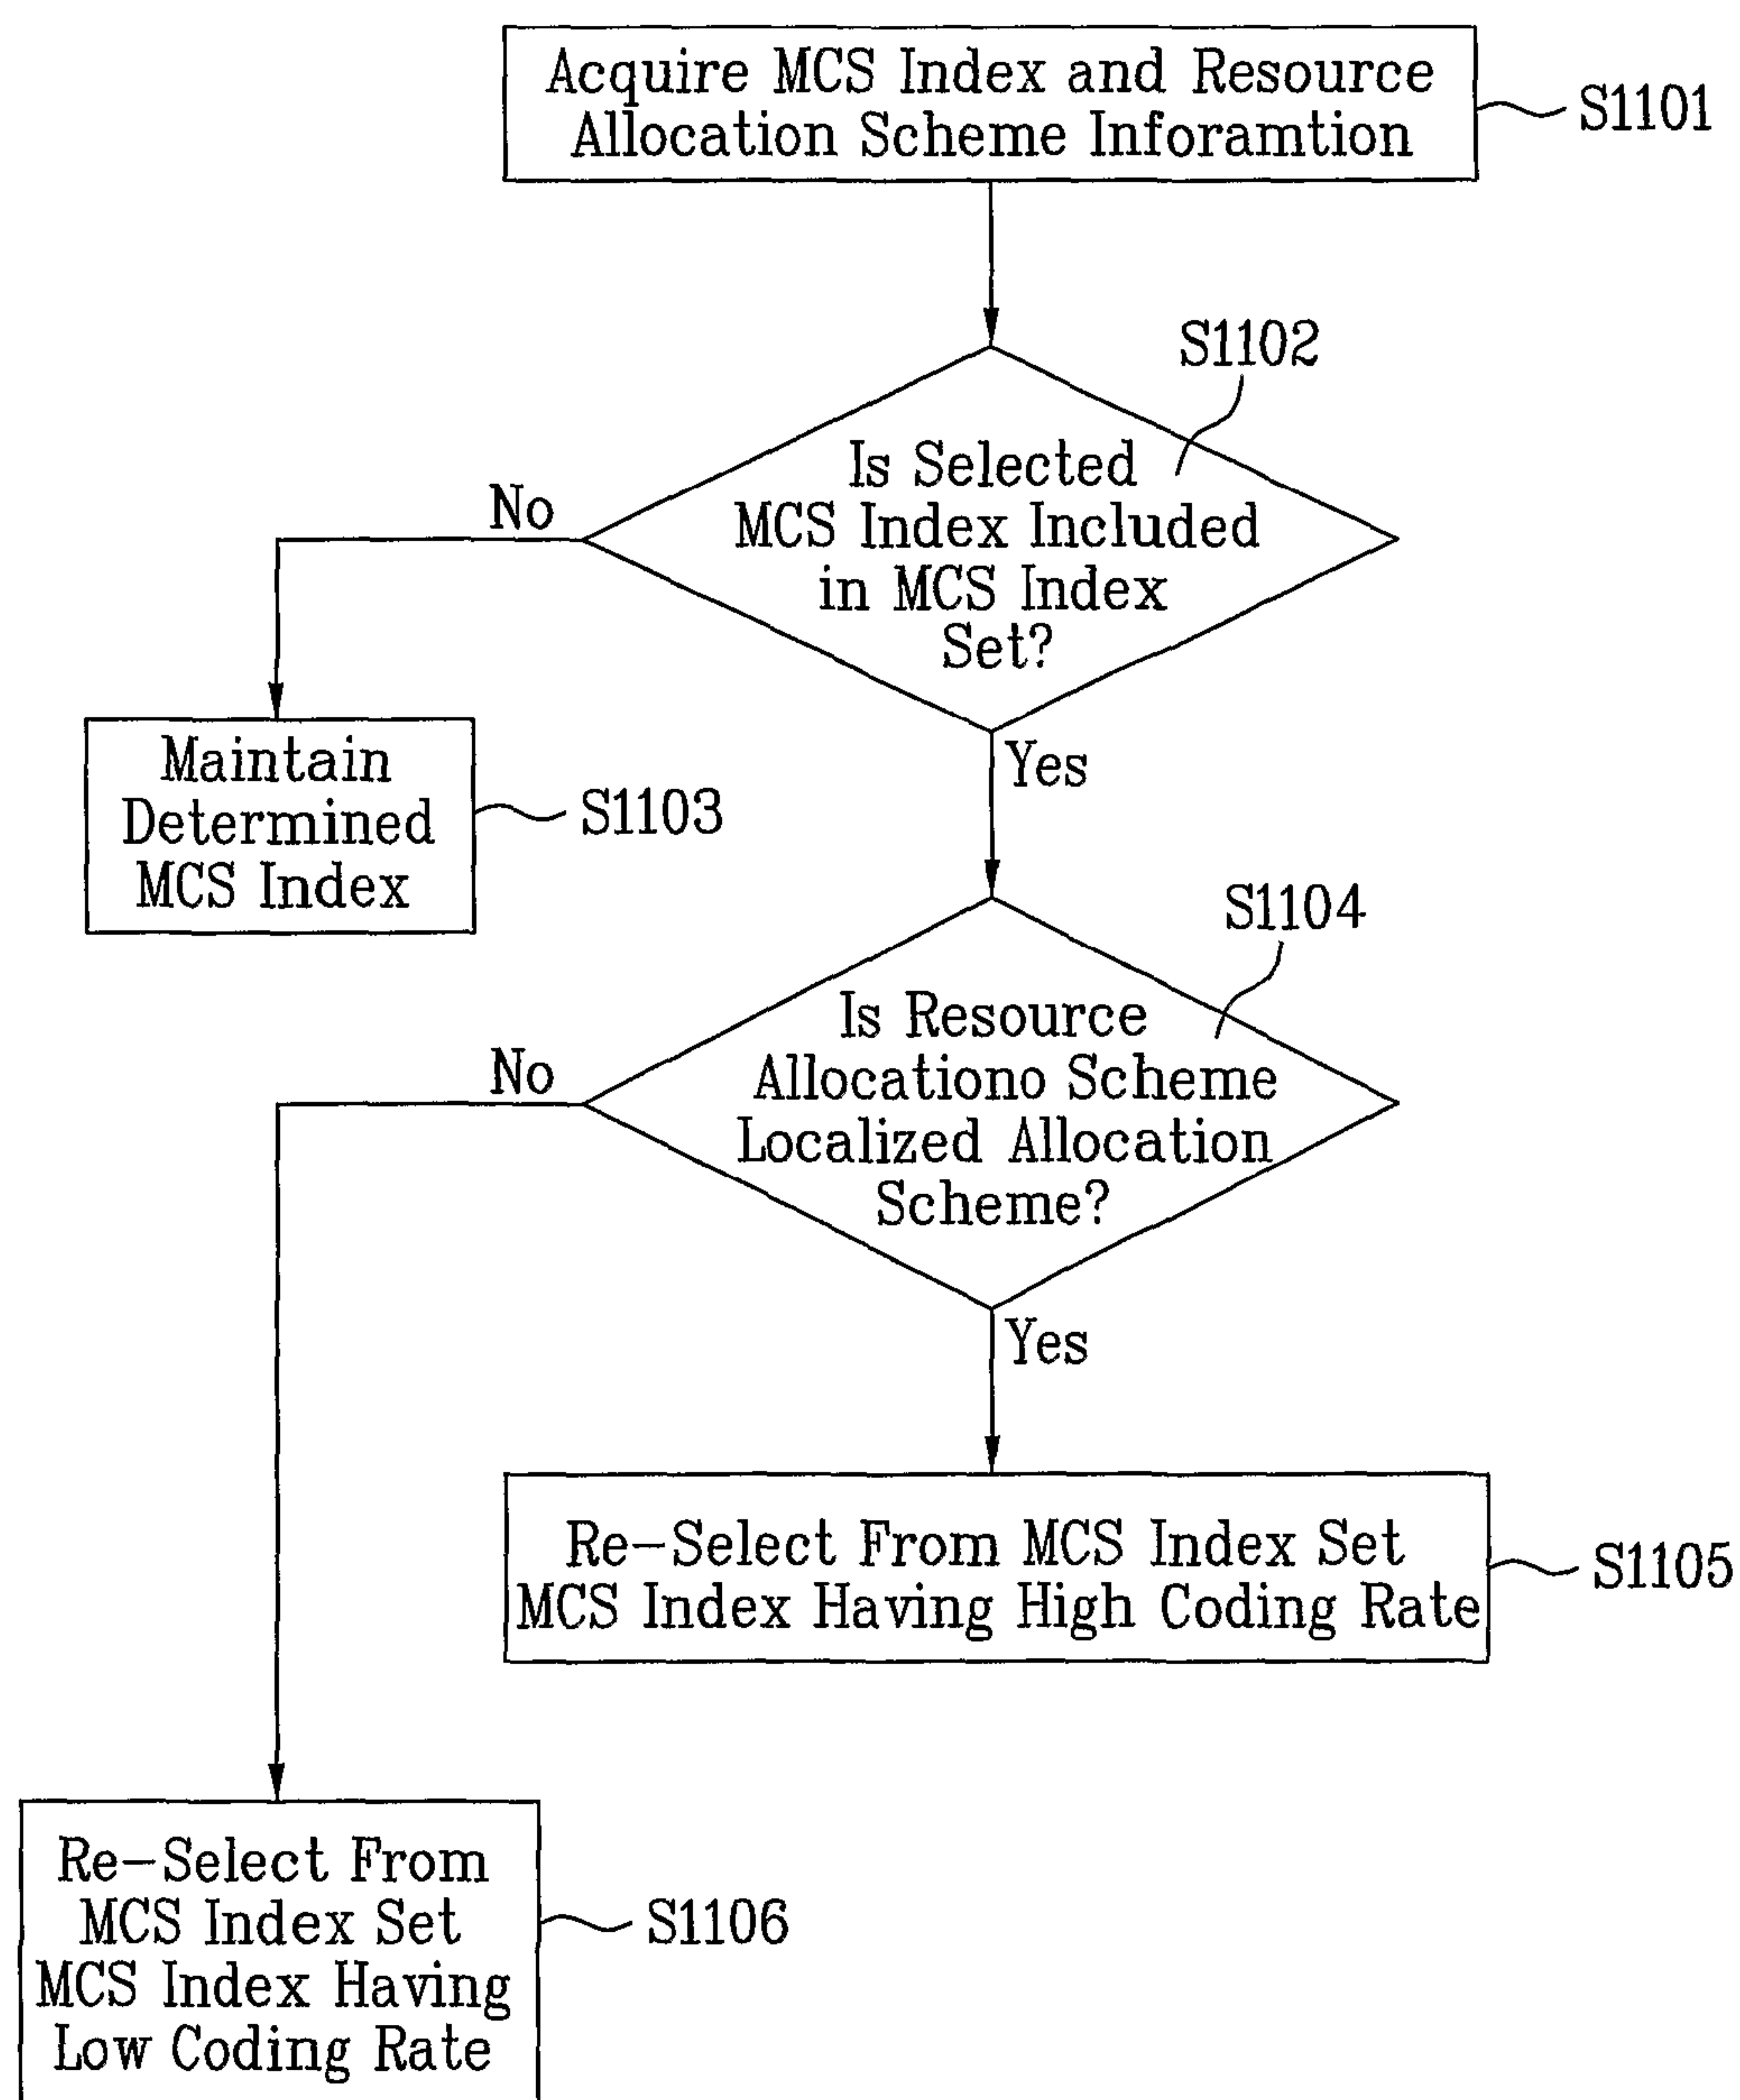 Acquire MCS Index and Resource
Allocation Scheme Inforamtion
S1101
S1102
Is Selected
MCS Index Included
in MCS Index
Set?
No
Yes
Maintain
Determined
MCS Index
S1103
S1104
Is Resource
Allocationo Scheme
Localized Allocation
Scheme?
No
Yes
Re-Select From MCS Index Set
MCS Index Having High Coding Rate
S1105
Re-Select From
MCS Index Set
MCS Index Having
Low Coding Rate
S1106